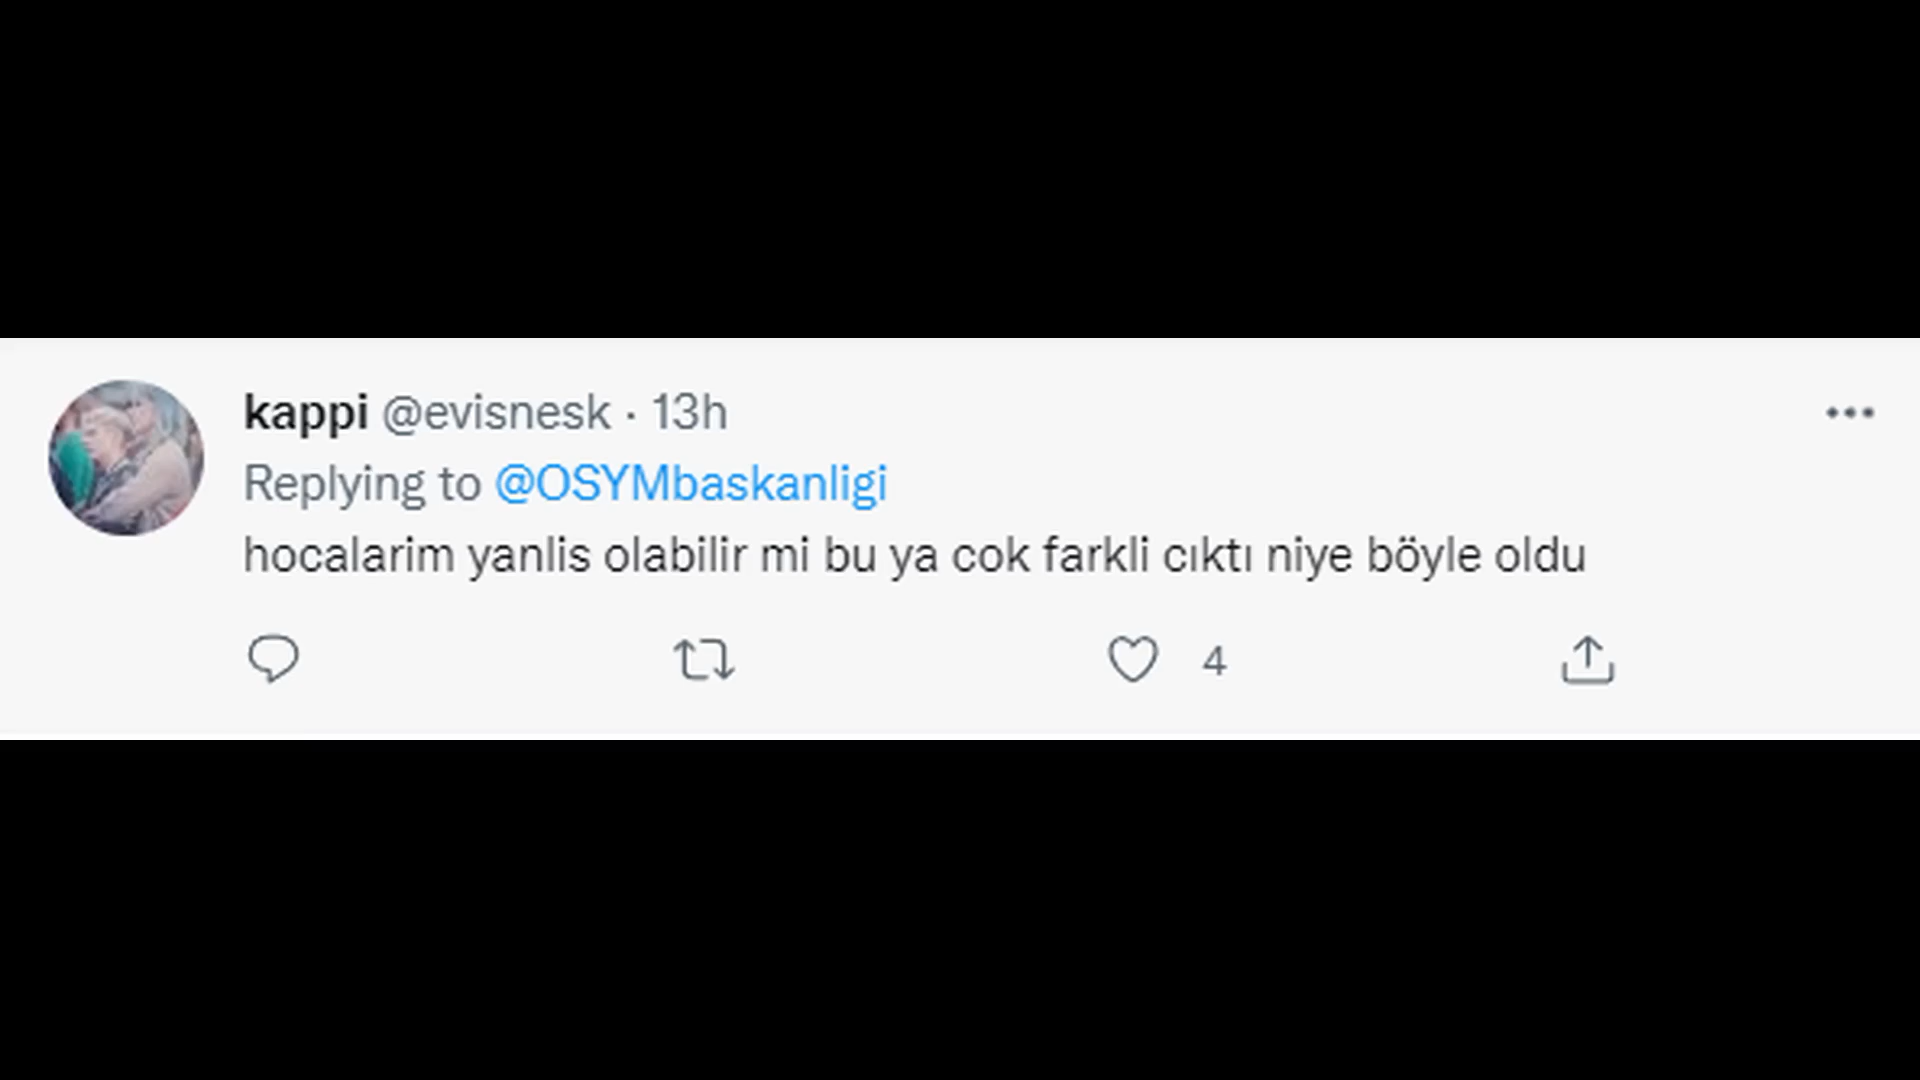 kappi @evisnesk · 13h
Replying to @OSYMbaskanligi
hocalarim yanlis olabilir mi bu ya cok farkli cıktı niye böyle oldu
4